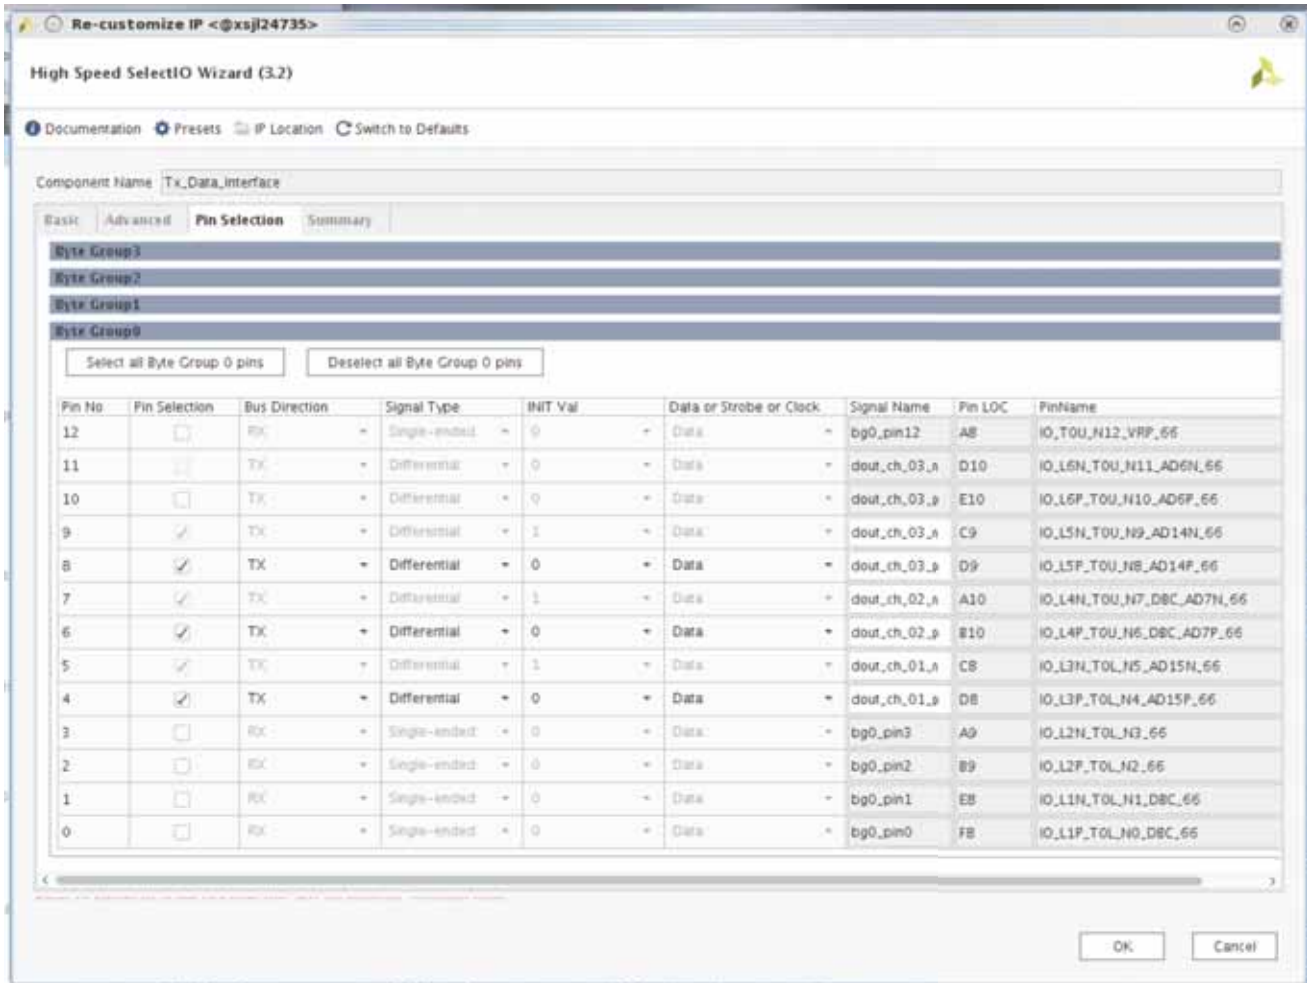 Re-customize IP <@xsjl24735>
High Speed SelectIO Wizard (3.2)
Documentation Presets IP Location Switch to Defaults
Component Name Tx_Data_Interface
Basic Advanced Pin Selection Summary
Byte Group3
Byte Group2
Byte Group1
Byte Group0
Select all Byte Group 0 pins Deselect all Byte Group 0 pins
Pin No Pin Selection Bus Direction Signal Type INIT Val Data or Strobe or Clock Signal Name Pin LOC PinName
12 RX Single-ended 0 Data bg0_pin12 A8 IO_T0U_N12_VRP_66
11 TX Differential 0 Data dout_ch_03_n D10 IO_L6N_T0U_N11_AD6N_66
10 TX Differential 0 Data dout_ch_03_p E10 IO_L6P_T0U_N10_AD6P_66
9 TX Differential 1 Data dout_ch_03_n C9 IO_L5N_T0U_N9_AD14N_66
8 TX Differential 0 Data dout_ch_03_p D9 IO_L5P_T0U_N8_AD14P_66
7 TX Differential 1 Data dout_ch_02_n A10 IO_L4N_T0U_N7_DBC_AD7N_66
6 TX Differential 0 Data dout_ch_02_p B10 IO_L4P_T0U_N6_DBC_AD7P_66
5 TX Differential 1 Data dout_ch_01_n C8 IO_L3N_T0L_N5_AD15N_66
4 TX Differential 0 Data dout_ch_01_p D8 IO_L3P_T0L_N4_AD15P_66
3 RX Single-ended 0 Data bg0_pin3 A9 IO_L2N_T0L_N3_66
2 RX Single-ended 0 Data bg0_pin2 B9 IO_L2P_T0L_N2_66
1 RX Single-ended 0 Data bg0_pin1 E8 IO_L1N_T0L_N1_DBC_66
0 RX Single-ended 0 Data bg0_pin0 F8 IO_L1P_T0L_N0_DBC_66
OK Cancel